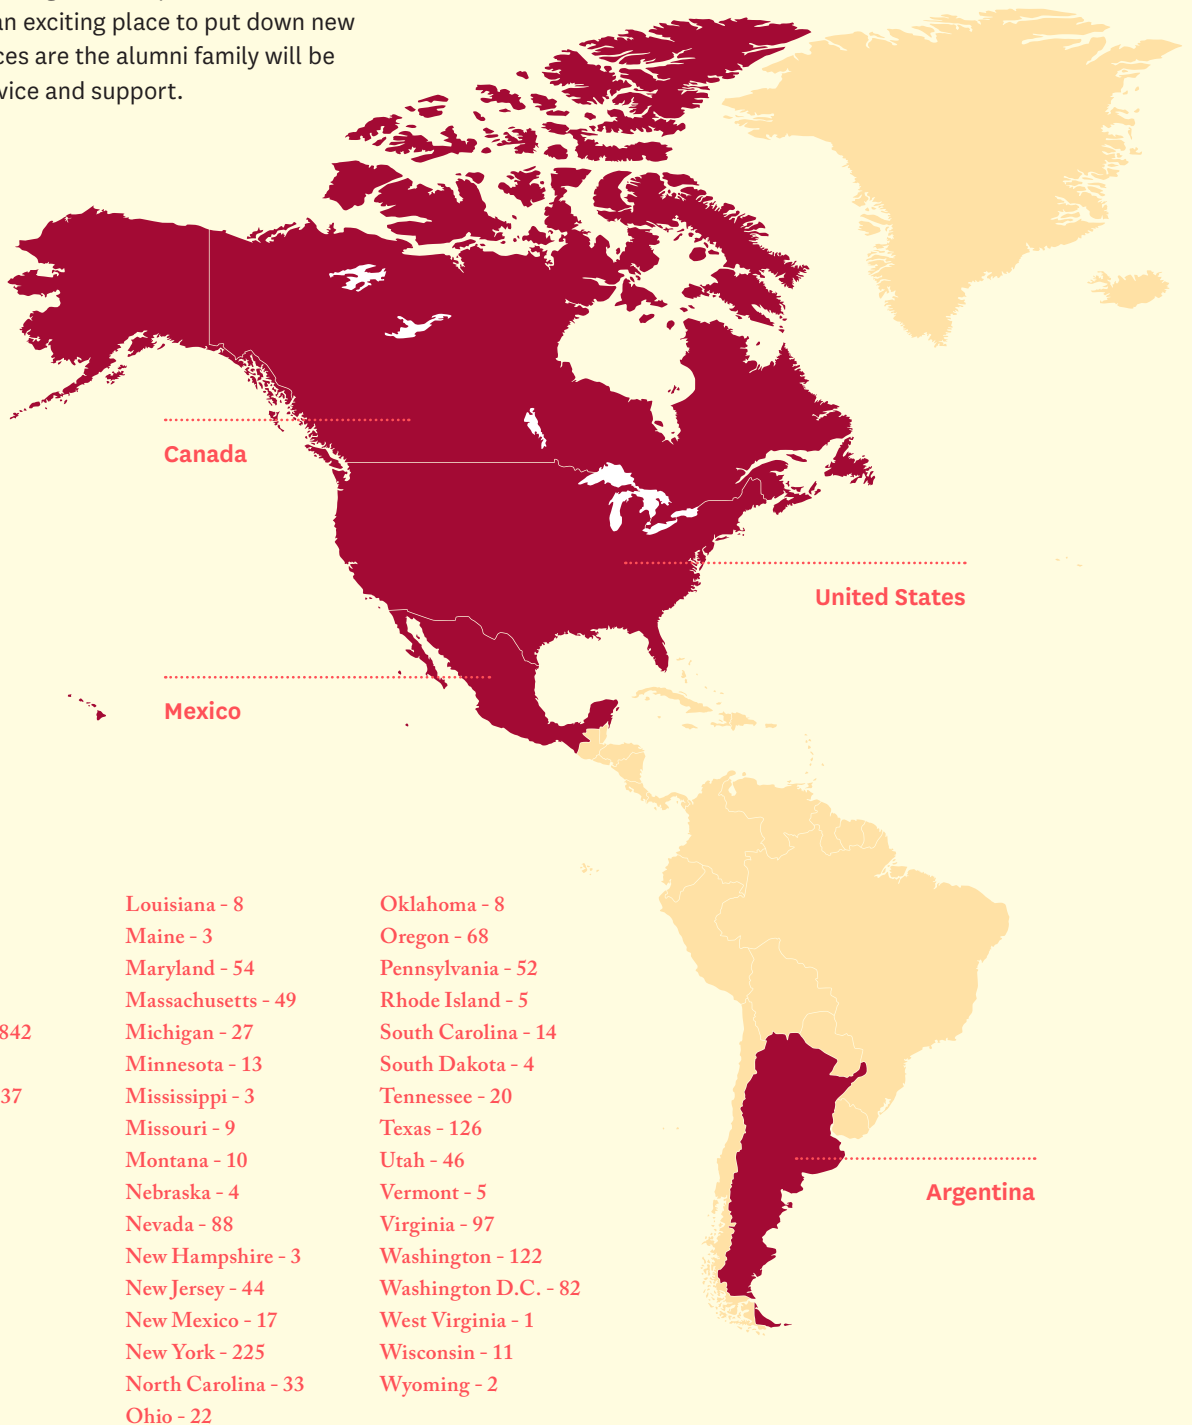 an exciting place to put down new
ces are the alumni family will be
vice and support.
Canada
United States
Mexico
Argentina
842
37
Louisiana - 8
Maine - 3
Maryland - 54
Massachusetts - 49
Michigan - 27
Minnesota - 13
Mississippi - 3
Missouri - 9
Montana - 10
Nebraska - 4
Nevada - 88
New Hampshire - 3
New Jersey - 44
New Mexico - 17
New York - 225
North Carolina - 33
Ohio - 22
Oklahoma - 8
Oregon - 68
Pennsylvania - 52
Rhode Island - 5
South Carolina - 14
South Dakota - 4
Tennessee - 20
Texas - 126
Utah - 46
Vermont - 5
Virginia - 97
Washington - 122
Washington D.C. - 82
West Virginia - 1
Wisconsin - 11
Wyoming - 2